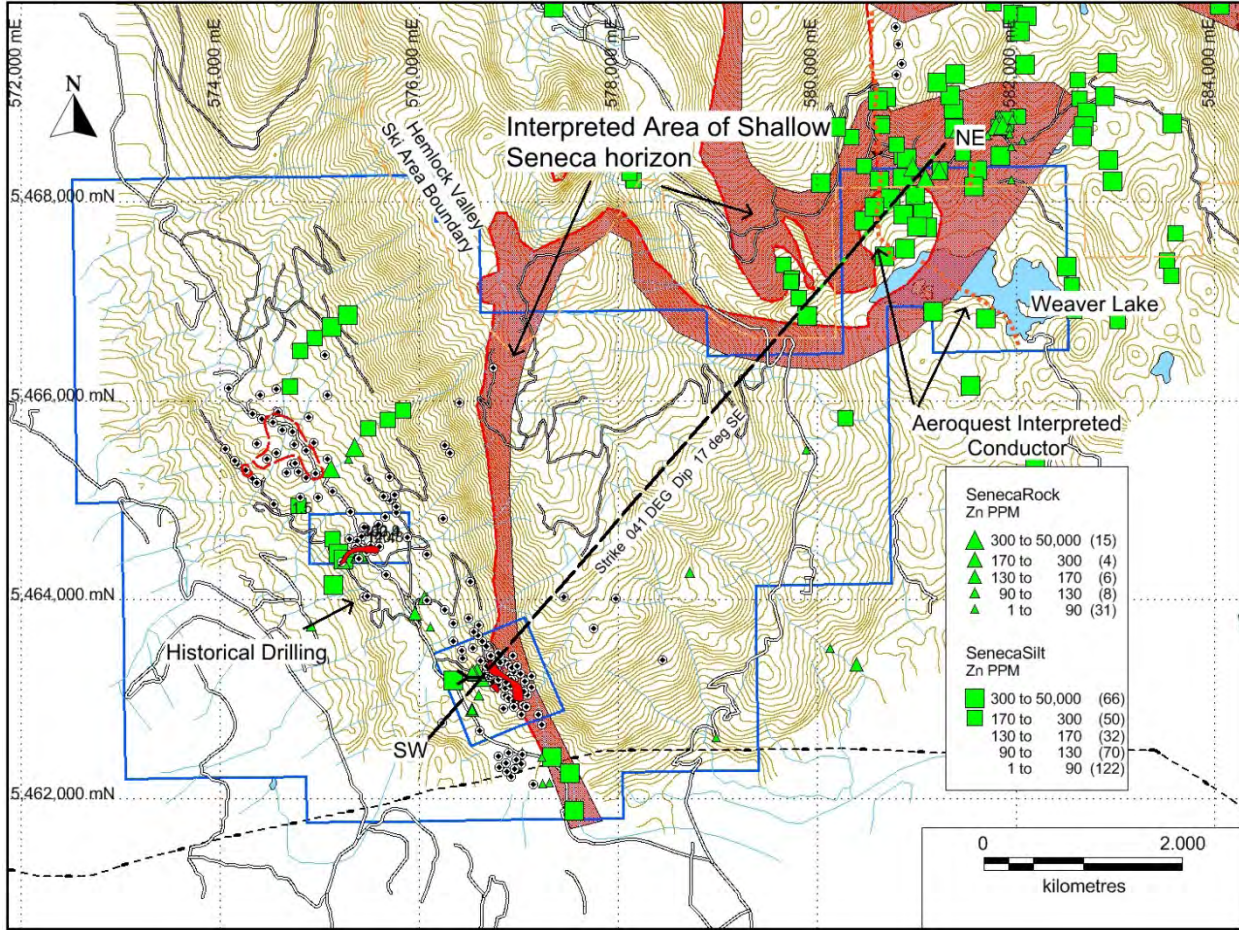 572,000 mE
574,000 mE
576,000 mE
578,000 mE
580,000 mE
582,000 mE
584,000 mE
N
Hemlock Valley
Ski Area Boundary
Interpreted Area of Shallow
Seneca horizon
NE
5,468,000 mN
Weaver Lake
5,466,000 mN
Aeroquest Interpreted
Conductor
Strike 041 DEG Dip 17 deg SE
5,464,000 mN
Historical Drilling
SW
5,462,000 mN
SenecaRock
Zn PPM
300 to 50,000 (15)
170 to 300 (4)
130 to 170 (6)
90 to 130 (8)
1 to 90 (31)
SenecaSilt
Zn PPM
300 to 50,000 (66)
170 to 300 (50)
130 to 170 (32)
90 to 130 (70)
1 to 90 (122)
0 2.000
kilometres